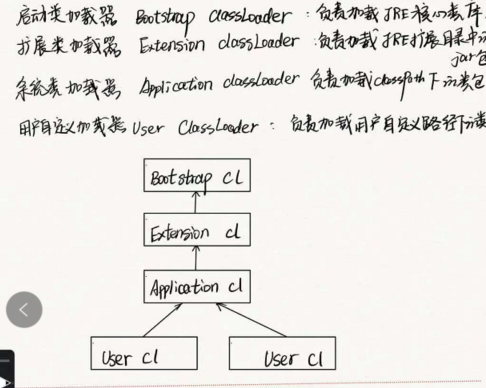 启动类加载器 Bootstrap ClassLoader : 负责加载 JRE 核心类库
扩展类加载器 Extension classLoader : 负责加载 JRE扩展目录中的
jar包
系统类加载器 Application classloader 负责加载classPath下的类包
用户自定义加载器 User ClassLoader : 负责加载用户自定义路径下的类
Bootstrap cl
Extension cl
Application cl
User cl
User cl